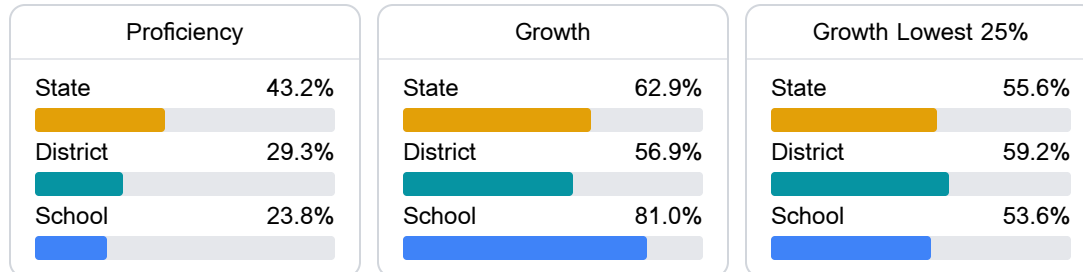 Proficiency
State 43.2%
District 29.3%
School 23.8%
Growth
State 62.9%
District 56.9%
School 81.0%
Growth Lowest 25%
State 55.6%
District 59.2%
School 53.6%